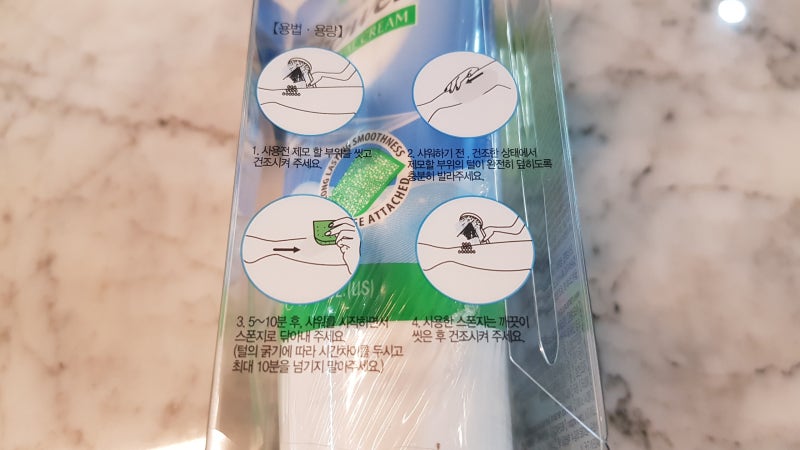 【용법·용량】
CREAM
1. 사용전 제모 할 부위를 씻고
건조시켜 주세요.
2. 샤워하기 전, 건조한 상태에서
제모할 부위의 털이 완전히 덮히도록
충분히 발라주세요.
SMOOTHNESS
ATTACHED
(US)
3. 5~10분 후, 샤워를 시작하면서
스폰지로 닦아내 주세요.
(털의 굵기에 따라 시간차이를 두시고
최대 10분을 넘기지 말아주세요.)
4. 사용한 스폰지는 깨끗이
씻은 후 건조시켜 주세요.